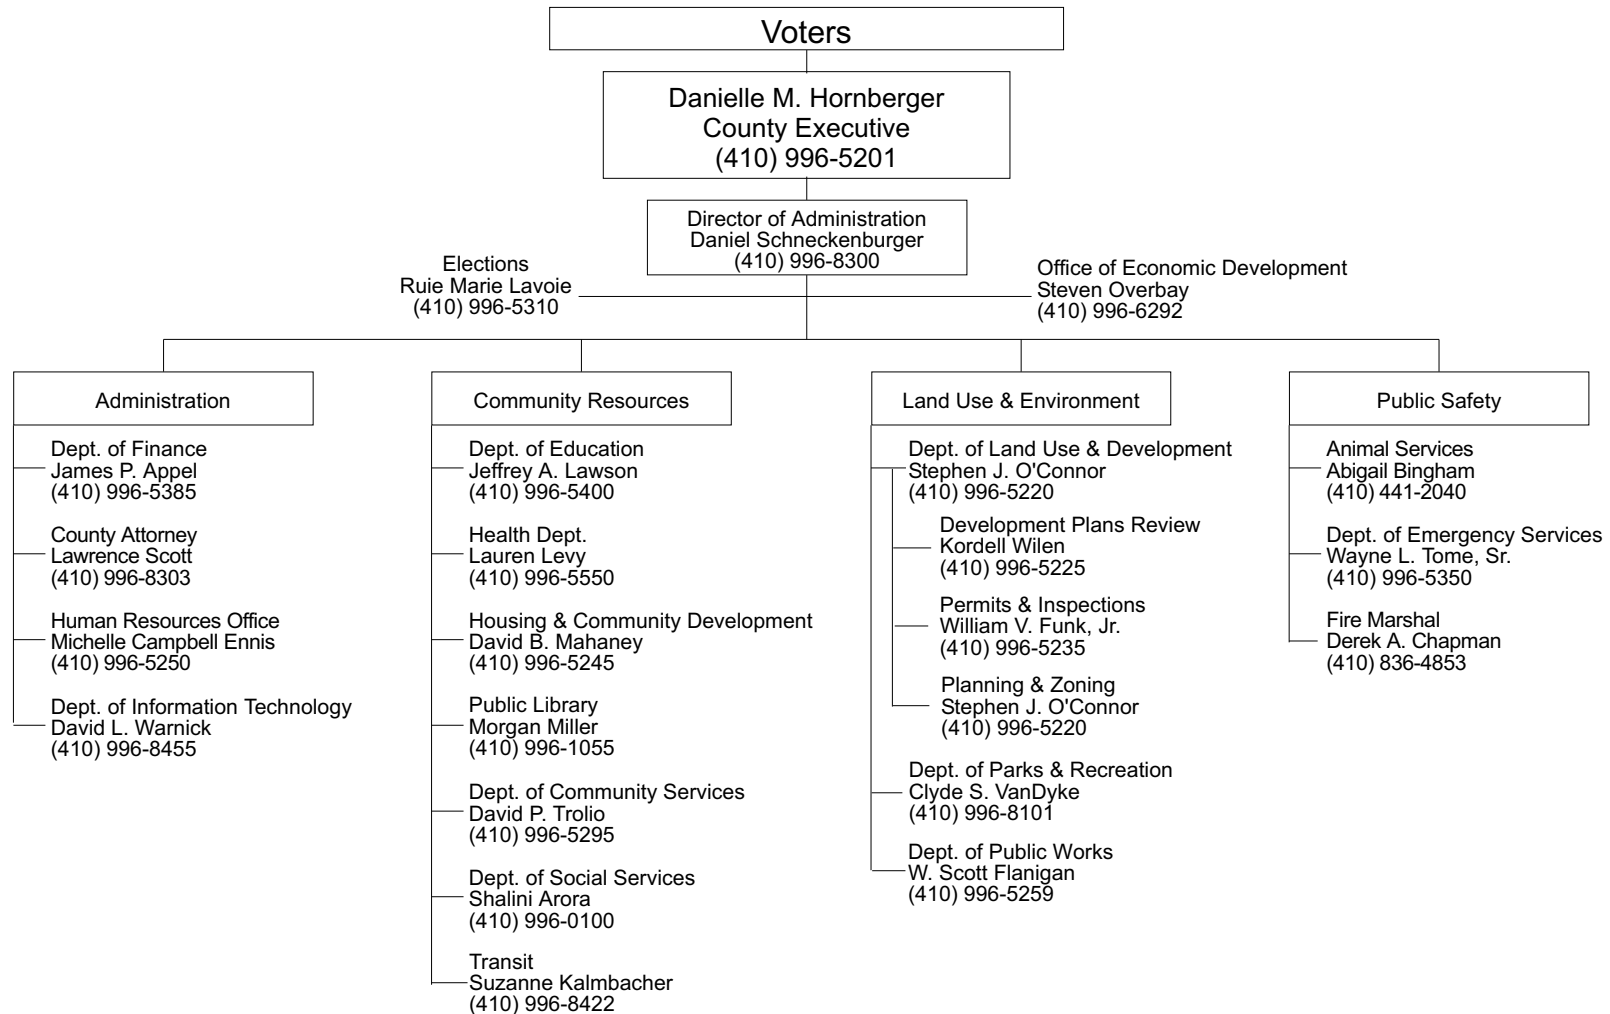 Voters
Danielle M. Hornberger
County Executive
(410) 996-5201
Director of Administration
Daniel Schneckenburger
(410) 996-8300
Elections
Ruie Marie Lavoie
(410) 996-5310
Office of Economic Development
Steven Overbay
(410) 996-6292
Administration
Dept. of Finance
James P. Appel
(410) 996-5385
County Attorney
Lawrence Scott
(410) 996-8303
Human Resources Office
Michelle Campbell Ennis
(410) 996-5250
Dept. of Information Technology
David L. Warnick
(410) 996-8455
Community Resources
Dept. of Education
Jeffrey A. Lawson
(410) 996-5400
Health Dept.
Lauren Levy
(410) 996-5550
Housing & Community Development
David B. Mahaney
(410) 996-5245
Public Library
Morgan Miller
(410) 996-1055
Dept. of Community Services
David P. Trolio
(410) 996-5295
Dept. of Social Services
Shalini Arora
(410) 996-0100
Transit
Suzanne Kalmbacher
(410) 996-8422
Land Use & Environment
Dept. of Land Use & Development
Stephen J. O'Connor
(410) 996-5220
Development Plans Review
Kordell Wilen
(410) 996-5225
Permits & Inspections
William V. Funk, Jr.
(410) 996-5235
Planning & Zoning
Stephen J. O'Connor
(410) 996-5220
Dept. of Parks & Recreation
Clyde S. VanDyke
(410) 996-8101
Dept. of Public Works
W. Scott Flanigan
(410) 996-5259
Public Safety
Animal Services
Abigail Bingham
(410) 441-2040
Dept. of Emergency Services
Wayne L. Tome, Sr.
(410) 996-5350
Fire Marshal
Derek A. Chapman
(410) 836-4853